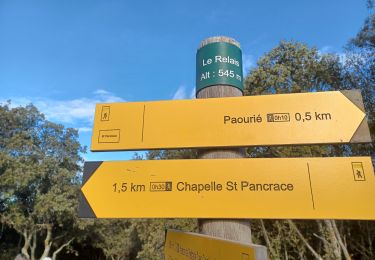 Le Relais
Alt : 545 m
Paourié 0h10 0,5 km
1,5 km 0h30 Chapelle St Pancrace